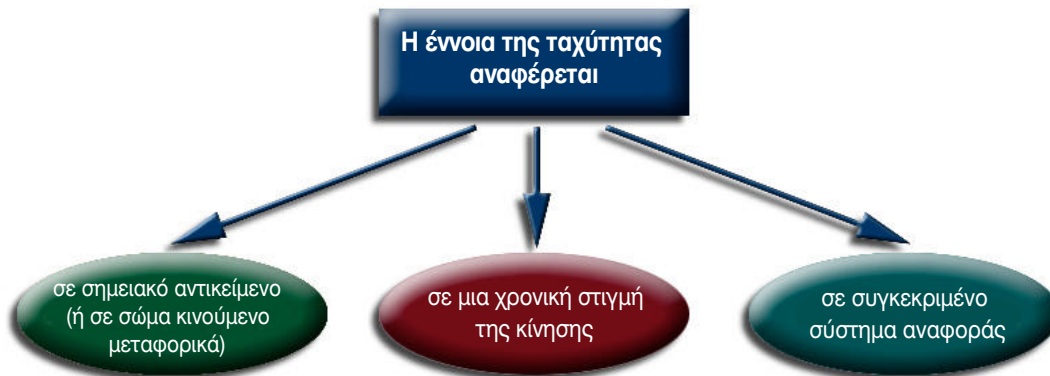 Η έννοια της ταχύτητας
αναφέρεται
σε σημειακό αντικείμενο
(ή σε σώμα κινούμενο
μεταφορικά)
σε μια χρονική στιγμή
της κίνησης
σε συγκεκριμένο
σύστημα αναφοράς